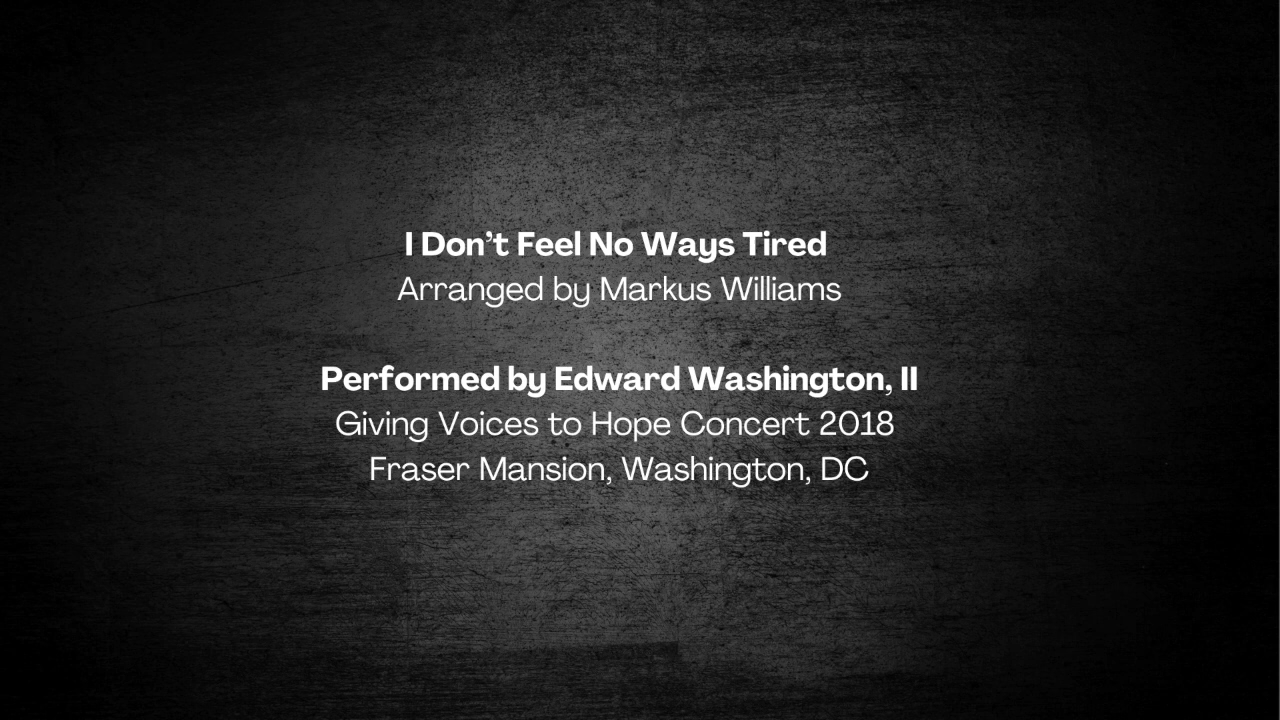 I Don’t Feel No Ways Tired
Arranged by Markus Williams
Performed by Edward Washington, II
Giving Voices to Hope Concert 2018
Fraser Mansion, Washington, DC